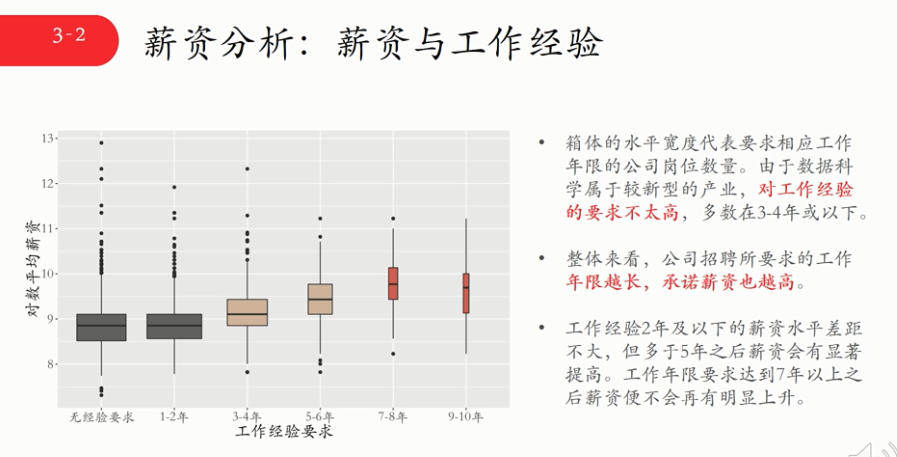 3-2
薪资分析：薪资与工作经验
13
12
11
10
9
8
对数平均薪资
无经验要求
1-2年
3-4年
5-6年
7-8年
9-10年
工作经验要求
• 箱体的水平宽度代表要求相应工作
年限的公司岗位数量。由于数据科
学属于较新型的产业，对工作经验
的要求不太高，多数在3-4年或以下。
• 整体来看，公司招聘所要求的工作
年限越长，承诺薪资也越高。
• 工作经验2年及以下的薪资水平差距
不大，但多于5年之后薪资会有显著
提高。工作年限要求达到7年以上之
后薪资便不会再有明显上升。